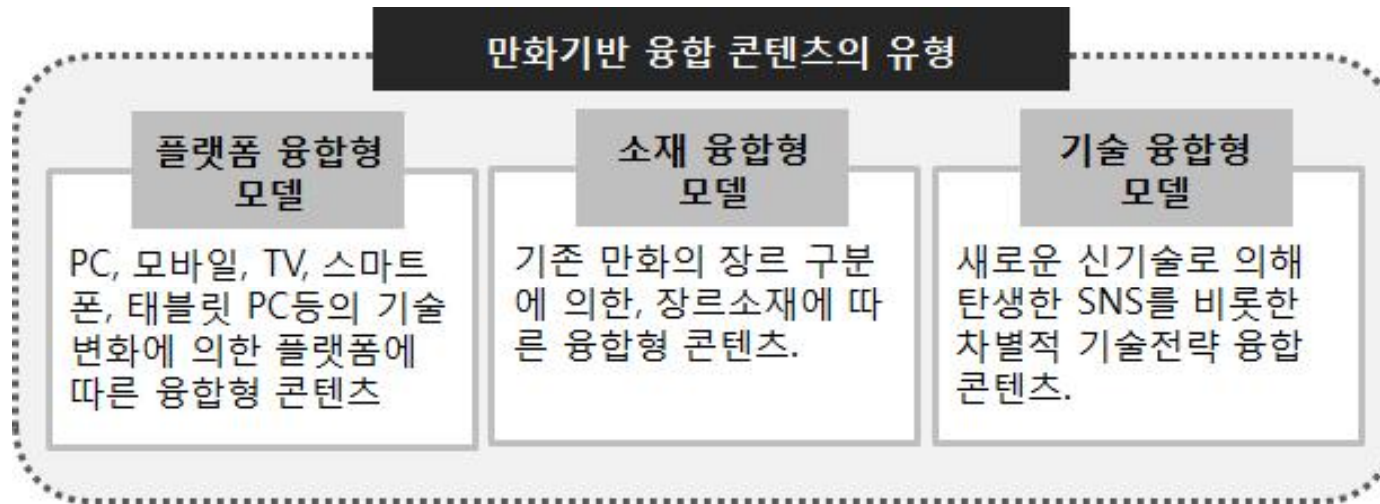 만화기반 융합 콘텐츠의 유형
플랫폼 융합형
모델
PC, 모바일, TV, 스마트
폰, 태블릿 PC등의 기술
변화에 의한 플랫폼에
따른 융합형 콘텐츠
소재 융합형
모델
기존 만화의 장르 구분
에 의한, 장르소재에 따
른 융합형 콘텐츠.
기술 융합형
모델
새로운 신기술로 의해
탄생한 SNS를 비롯한
차별적 기술전략 융합
콘텐츠.